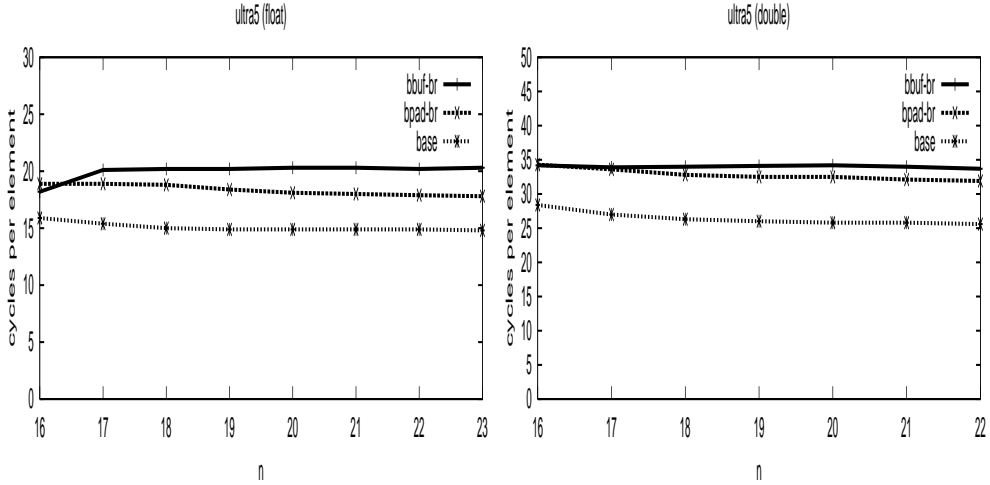 ultra5 (float)
cycles per element
30
25
20
15
10
5
0
bbuf-br
bpad-br
base
16 17 18 19 20 21 22 23
n
ultra5 (double)
cycles per element
50
45
40
35
30
25
20
15
10
5
0
bbuf-br
bpad-br
base
16 17 18 19 20 21 22
n